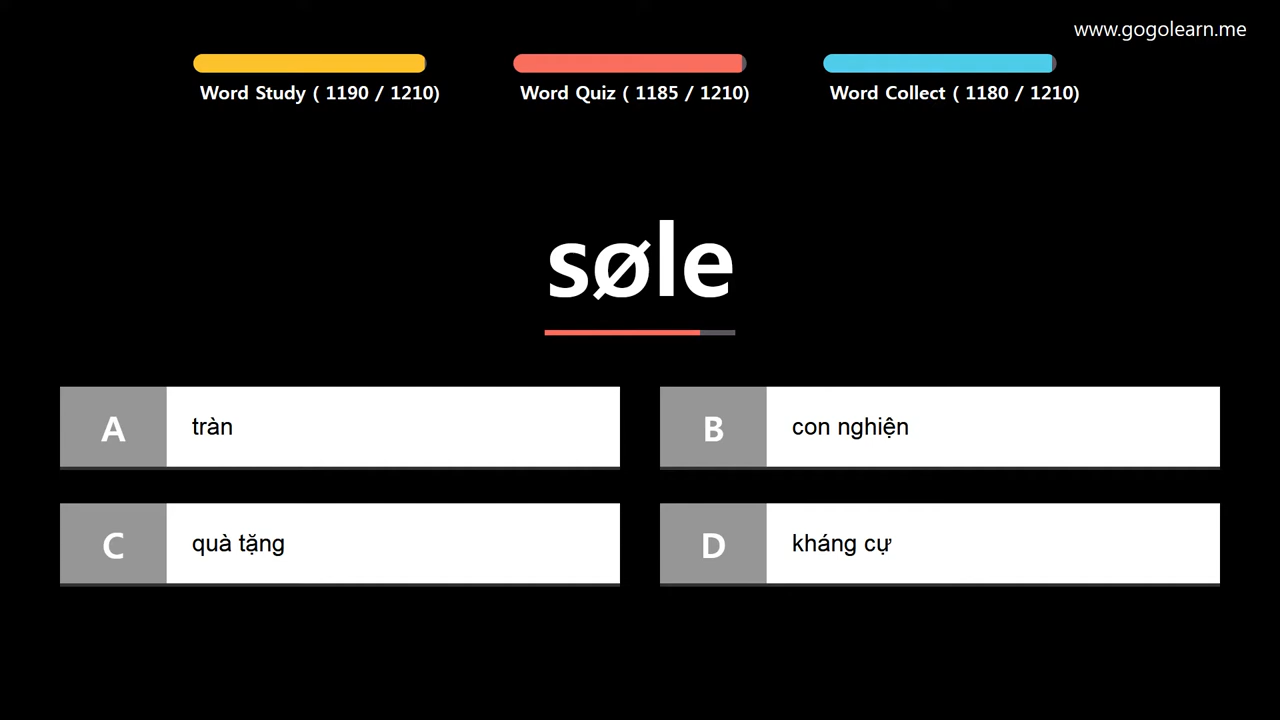 www.gogolearn.me
Word Study ( 1190 / 1210)
Word Quiz ( 1185 / 1210)
Word Collect ( 1180 / 1210)
søle
A tràn
B con nghiện
C quà tặng
D kháng cự